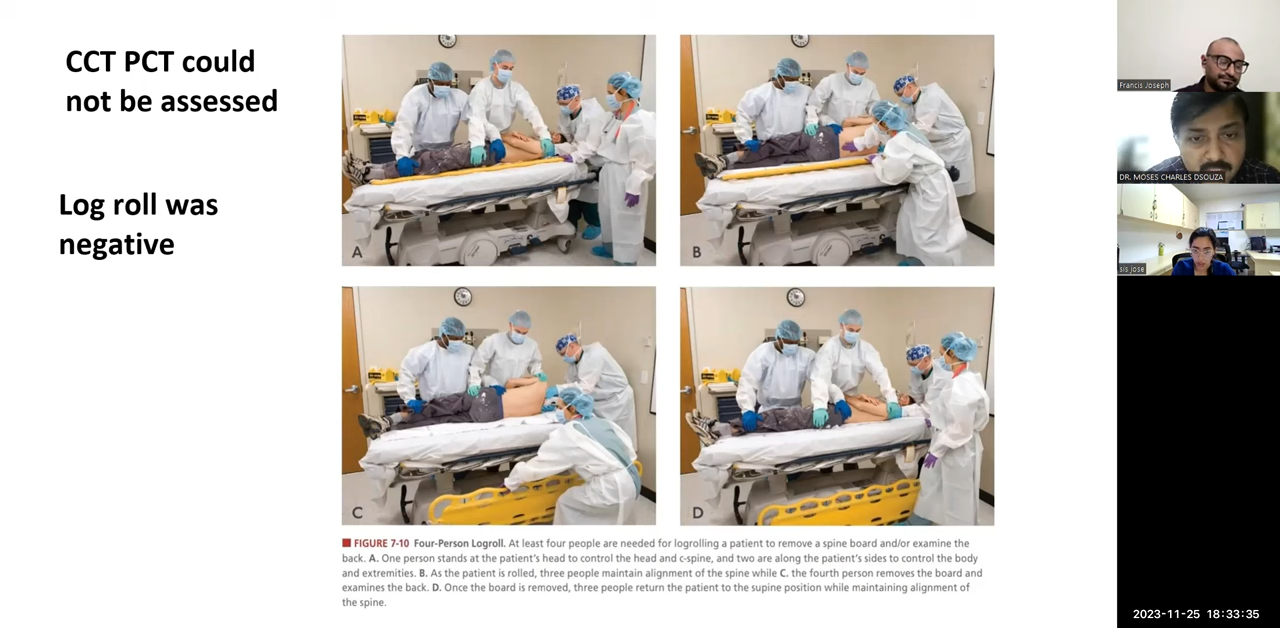 CCT PCT could
not be assessed
Log roll was
negative
A
B
C
D
FIGURE 7-10 Four-Person Logroll. At least four people are needed for logrolling a patient to remove a spine board and/or examine the
back. A. One person stands at the patient's head to control the head and c-spine, and two are along the patient's sides to control the body
and extremities. B. As the patient is rolled, three people maintain alignment of the spine while C. the fourth person removes the board and
examines the back. D. Once the board is removed, three people return the patient to the supine position while maintaining alignment of
the spine.
Francis Joseph
DR. MOSES CHARLES DSOUZA
sis jose
2023-11-25 18:33:35